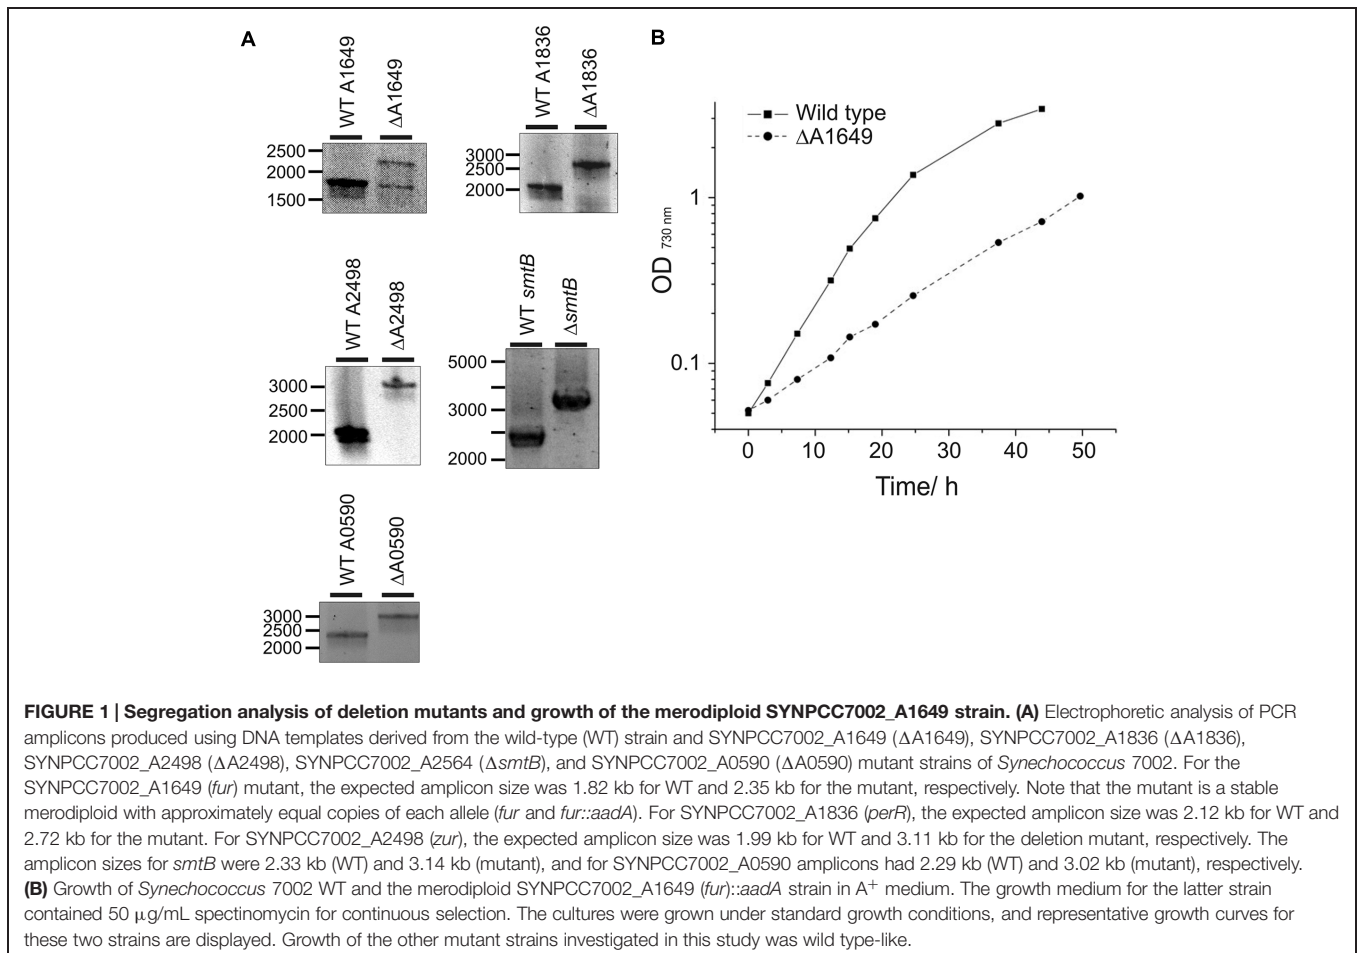 A
WT A1649
ΔA1649
2500
2000
1500
WT A1836
ΔA1836
3000
2500
2000
WT A2498
ΔA2498
3000
2500
2000
WT smtB
ΔsmtB
5000
3000
2000
WT A0590
ΔA0590
3000
2500
2000
B
Wild type
ΔA1649
OD 730 nm
1
0.1
0 10 20 30 40 50
Time/ h
FIGURE 1 | Segregation analysis of deletion mutants and growth of the merodiploid SYNPCC7002_A1649 strain. (A) Electrophoretic analysis of PCR
amplicons produced using DNA templates derived from the wild-type (WT) strain and SYNPCC7002_A1649 (ΔA1649), SYNPCC7002_A1836 (ΔA1836),
SYNPCC7002_A2498 (ΔA2498), SYNPCC7002_A2564 (ΔsmtB), and SYNPCC7002_A0590 (ΔA0590) mutant strains of Synechococcus 7002. For the
SYNPCC7002_A1649 (fur) mutant, the expected amplicon size was 1.82 kb for WT and 2.35 kb for the mutant, respectively. Note that the mutant is a stable
merodiploid with approximately equal copies of each allele (fur and fur::aadA). For SYNPCC7002_A1836 (perR), the expected amplicon size was 2.12 kb for WT and
2.72 kb for the mutant. For SYNPCC7002_A2498 (zur), the expected amplicon size was 1.99 kb for WT and 3.11 kb for the deletion mutant, respectively. The
amplicon sizes for smtB were 2.33 kb (WT) and 3.14 kb (mutant), and for SYNPCC7002_A0590 amplicons had 2.29 kb (WT) and 3.02 kb (mutant), respectively.
(B) Growth of Synechococcus 7002 WT and the merodiploid SYNPCC7002_A1649 (fur)::aadA strain in A⁺ medium. The growth medium for the latter strain
contained 50 μg/mL spectinomycin for continuous selection. The cultures were grown under standard growth conditions, and representative growth curves for
these two strains are displayed. Growth of the other mutant strains investigated in this study was wild type-like.